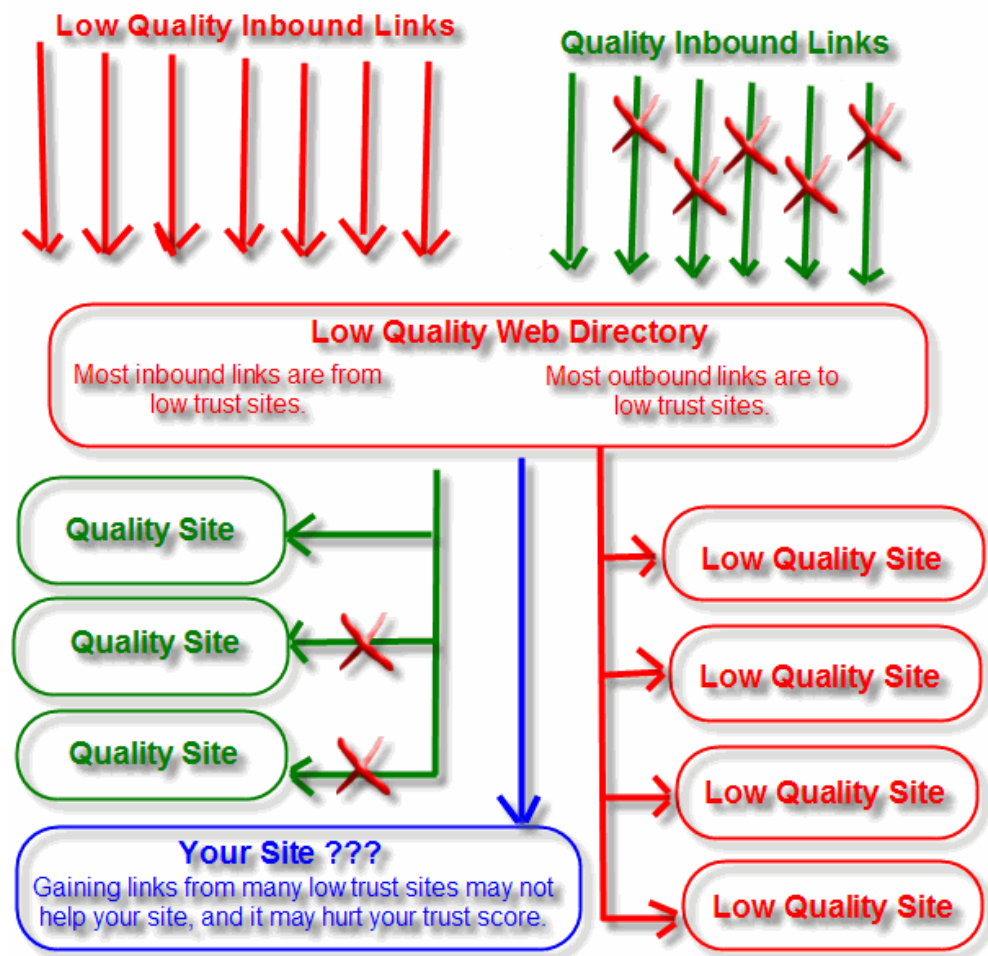 Low Quality Inbound Links
Quality Inbound Links
Low Quality Web Directory
Most inbound links are from
low trust sites.
Most outbound links are to
low trust sites.
Quality Site
Quality Site
Quality Site
Low Quality Site
Low Quality Site
Low Quality Site
Low Quality Site
Your Site ???
Gaining links from many low trust sites may not
help your site, and it may hurt your trust score.